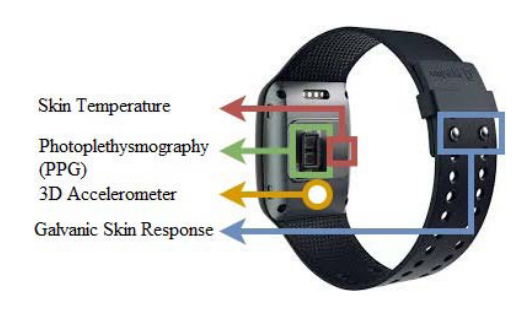 Skin Temperature
Photoplethysmography
(PPG)
3D Accelerometer
Galvanic Skin Response